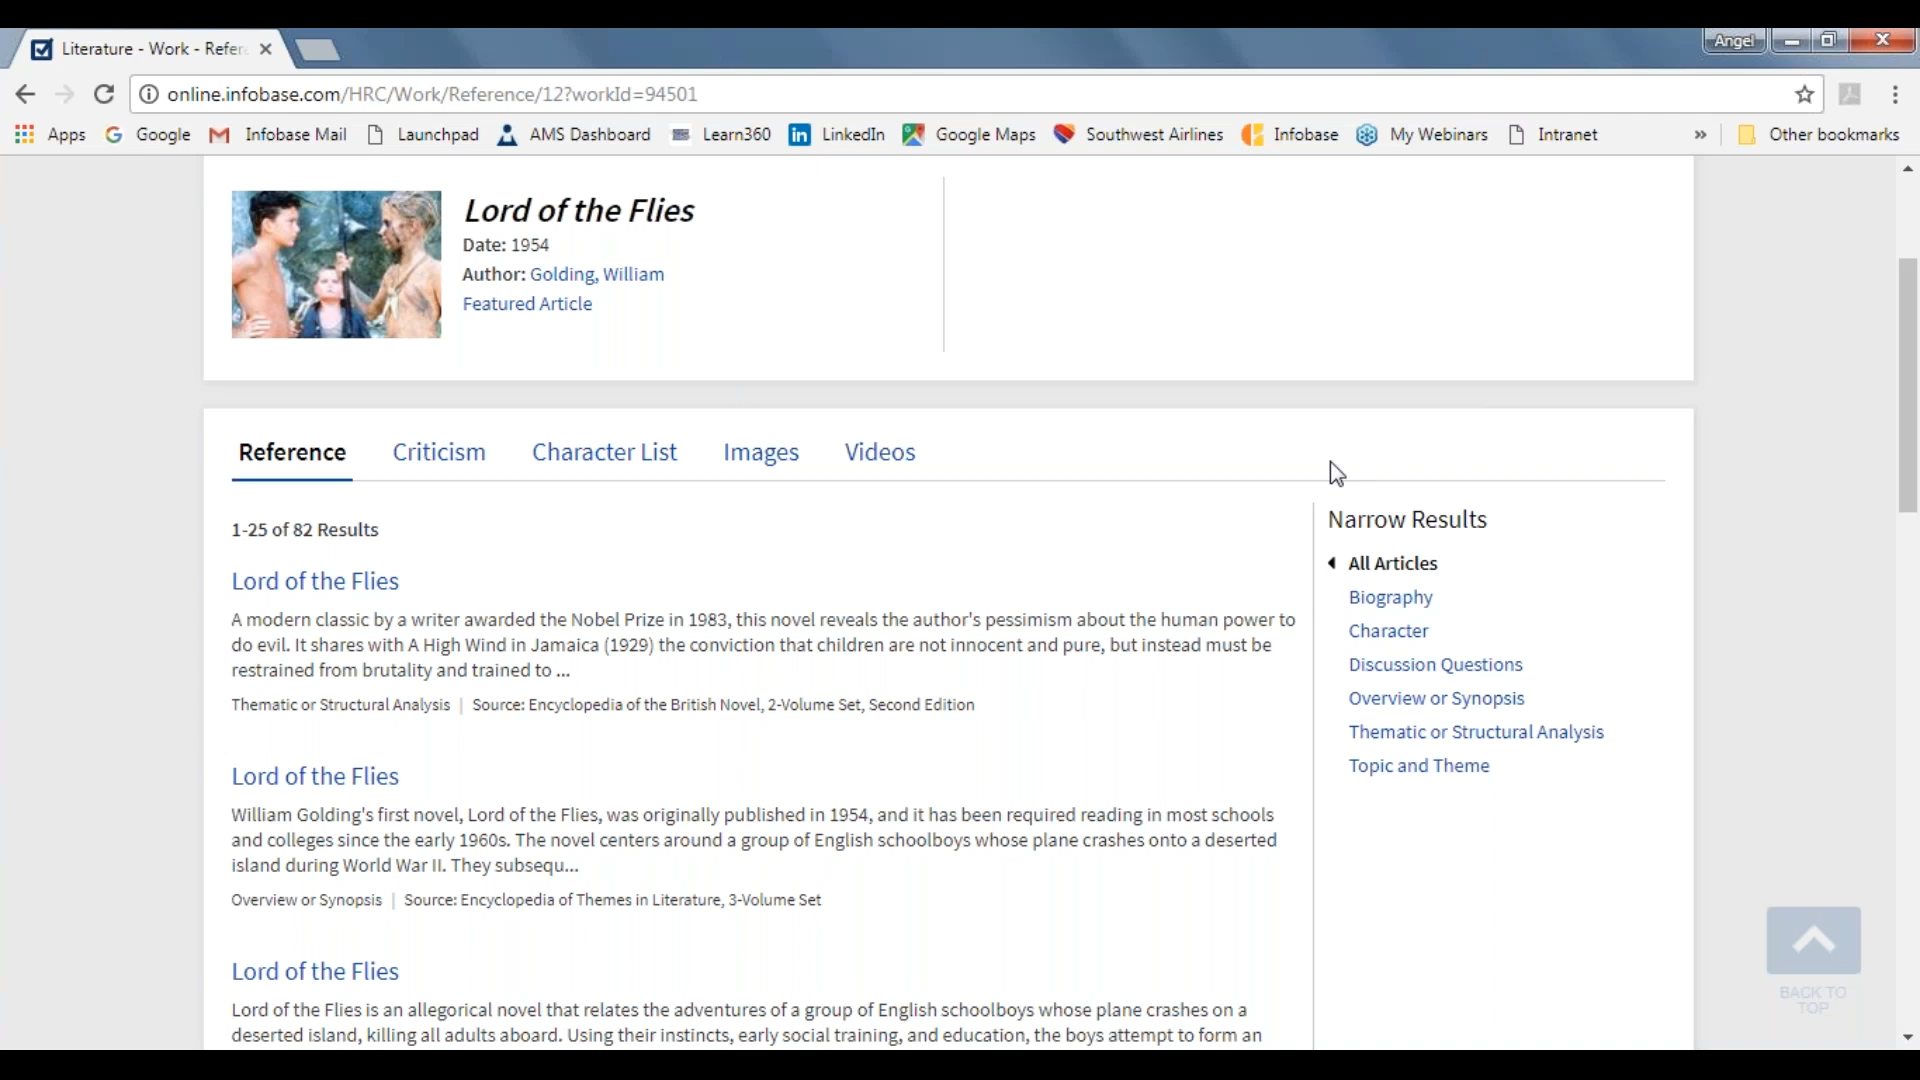 Literature - Work - Refer
Angel
online.infobase.com/HRC/Work/Reference/12?workId=94501
Apps Google Infobase Mail Launchpad AMS Dashboard Learn360 LinkedIn Google Maps Southwest Airlines Infobase My Webinars Intranet » Other bookmarks
Lord of the Flies
Date: 1954
Author: Golding, William
Featured Article
Reference Criticism Character List Images Videos
1-25 of 82 Results
Lord of the Flies
A modern classic by a writer awarded the Nobel Prize in 1983, this novel reveals the author's pessimism about the human power to
do evil. It shares with A High Wind in Jamaica (1929) the conviction that children are not innocent and pure, but instead must be
restrained from brutality and trained to ...
Thematic or Structural Analysis | Source: Encyclopedia of the British Novel, 2-Volume Set, Second Edition
Lord of the Flies
William Golding's first novel, Lord of the Flies, was originally published in 1954, and it has been required reading in most schools
and colleges since the early 1960s. The novel centers around a group of English schoolboys whose plane crashes onto a deserted
island during World War II. They subsequ...
Overview or Synopsis | Source: Encyclopedia of Themes in Literature, 3-Volume Set
Lord of the Flies
Lord of the Flies is an allegorical novel that relates the adventures of a group of English schoolboys whose plane crashes on a
deserted island, killing all adults aboard. Using their instincts, early social training, and education, the boys attempt to form an
Narrow Results
All Articles
Biography
Character
Discussion Questions
Overview or Synopsis
Thematic or Structural Analysis
Topic and Theme
BACK TO
TOP